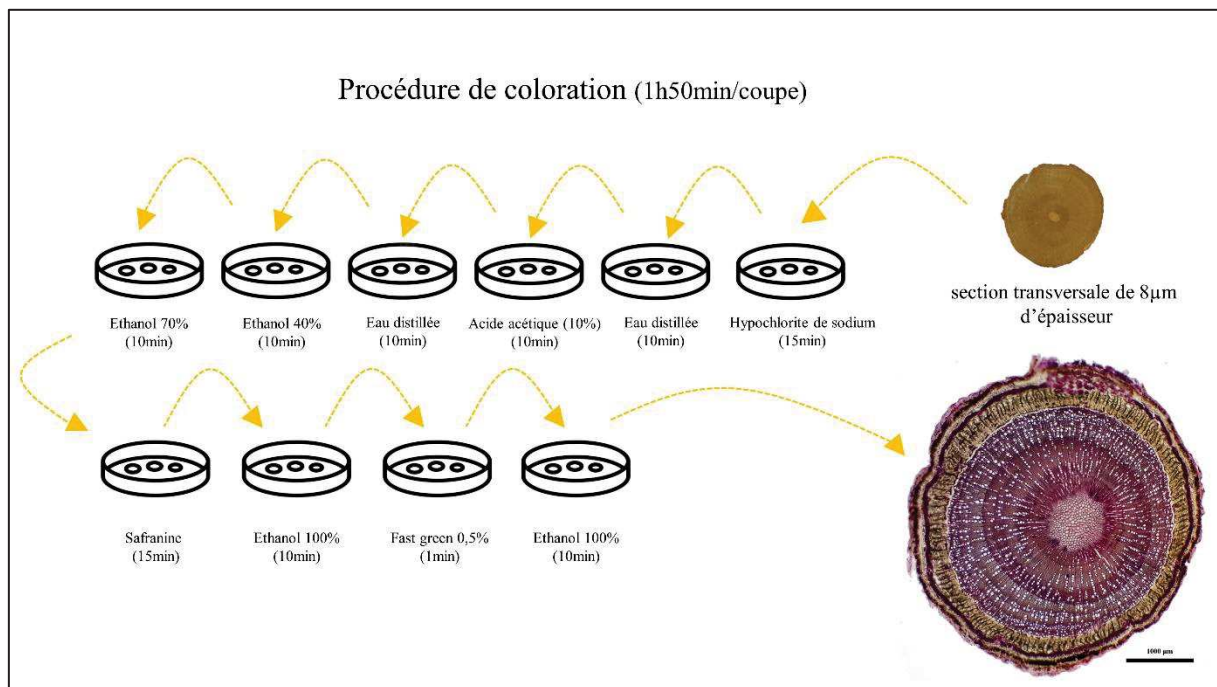 Procédure de coloration (1h50min/coupe)
Ethanol 70%
(10min)
Ethanol 40%
(10min)
Eau distillée
(10min)
Acide acétique (10%)
(10min)
Eau distillée
(10min)
Hypochlorite de sodium
(15min)
section transversale de 8µm
d’épaisseur
Safranine
(15min)
Ethanol 100%
(10min)
Fast green 0,5%
(1min)
Ethanol 100%
(10min)
1000 µm